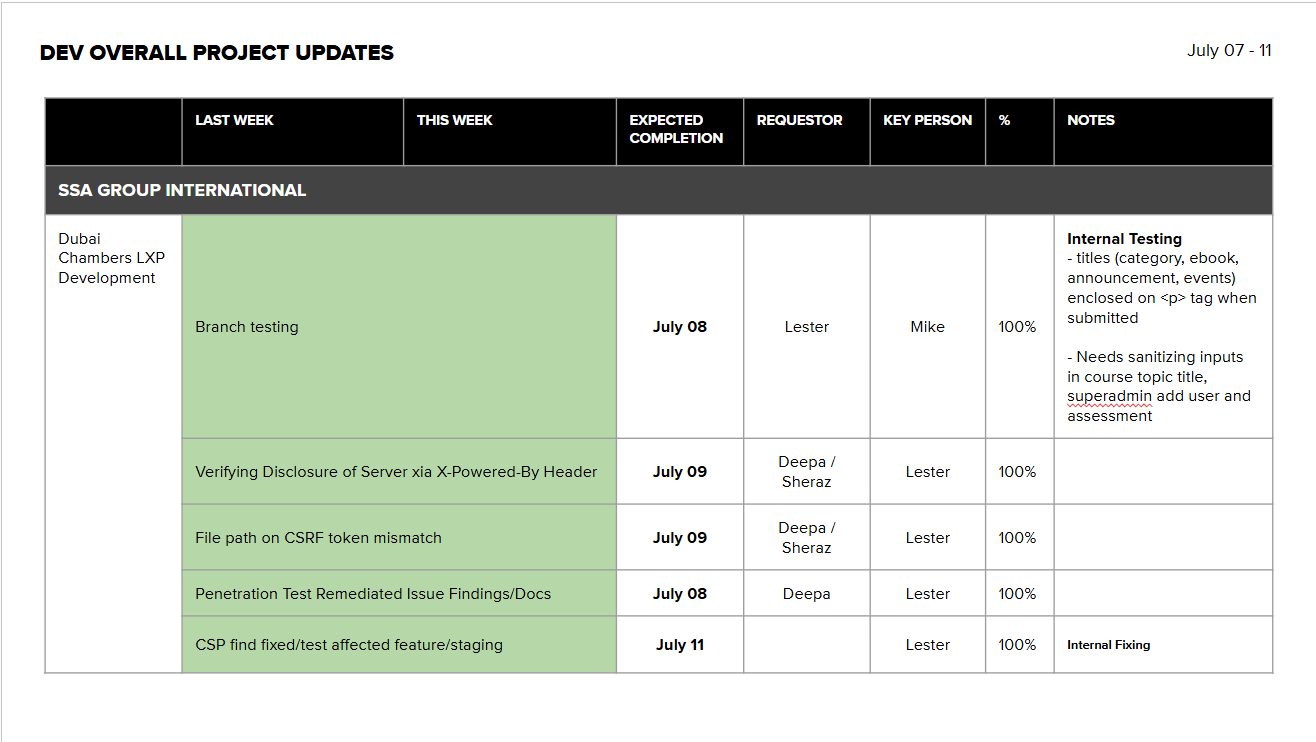 DEV OVERALL PROJECT UPDATES
July 07 - 11
LAST WEEK
THIS WEEK
EXPECTED
COMPLETION
REQUESTOR
KEY PERSON
%
NOTES
SSA GROUP INTERNATIONAL
Dubai
Chambers LXP
Development
Branch testing
July 08
Lester
Mike
100%
Internal Testing
- titles (category, ebook,
announcement, events)
enclosed on <p> tag when
submitted
- Needs sanitizing inputs
in course topic title,
superadmin add user and
assessment
Verifying Disclosure of Server xia X-Powered-By Header
July 09
Deepa /
Sheraz
Lester
100%
File path on CSRF token mismatch
July 09
Deepa /
Sheraz
Lester
100%
Penetration Test Remediated Issue Findings/Docs
July 08
Deepa
Lester
100%
CSP find fixed/test affected feature/staging
July 11
Lester
100%
Internal Fixing